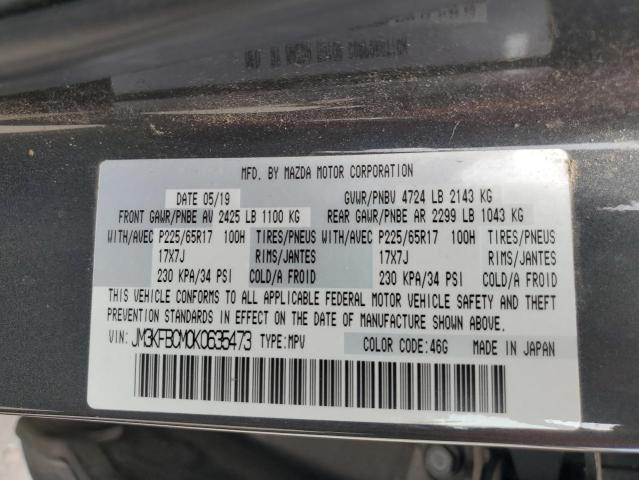 MFD. BY MAZDA MOTOR CORPORATION
DATE 05/19 GVWR/PNBV 4724 LB 2143 KG
FRONT GAWR/PNBE AV 2425 LB 1100 KG REAR GAWR/PNBE AR 2299 LB 1043 KG
WITH/AVEC P225/65R17 100H TIRES/PNEUS WITH/AVEC P225/65R17 100H TIRES/PNEUS
17X7J RIMS/JANTES 17X7J RIMS/JANTES
230 KPA/34 PSI COLD/A FROID 230 KPA/34 PSI COLD/A FROID
THIS VEHICLE CONFORMS TO ALL APPLICABLE FEDERAL MOTOR VEHICLE SAFETY AND THEFT
PREVENTION STANDARDS IN EFFECT ON THE DATE OF MANUFACTURE SHOWN ABOVE.
VIN: JM3KFBCM0K0635473 TYPE:MPV COLOR CODE:46G MADE IN JAPAN